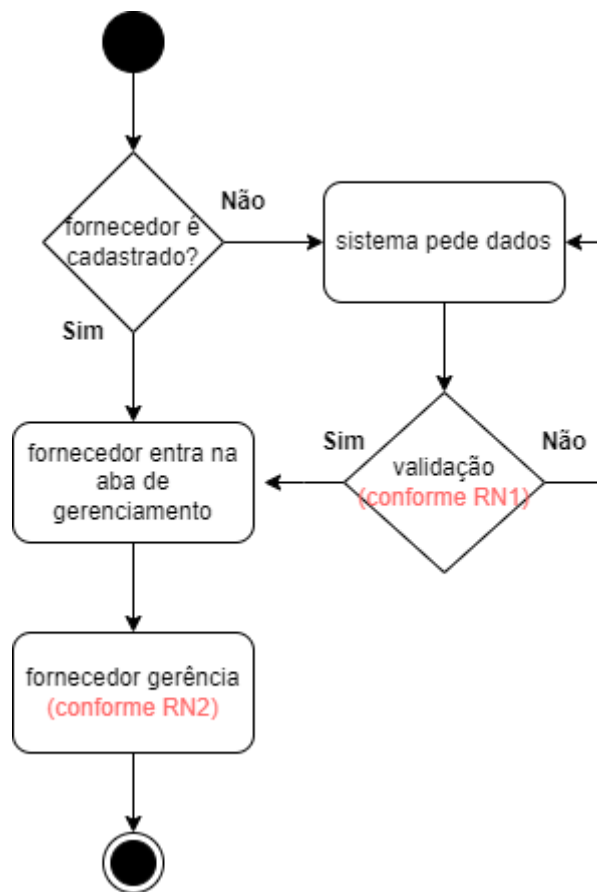 Não
fornecedor é
cadastrado?
sistema pede dados
Sim
fornecedor entra na
aba de
gerenciamento
Sim
Não
validação
(conforme RN1)
fornecedor gerência
(conforme RN2)